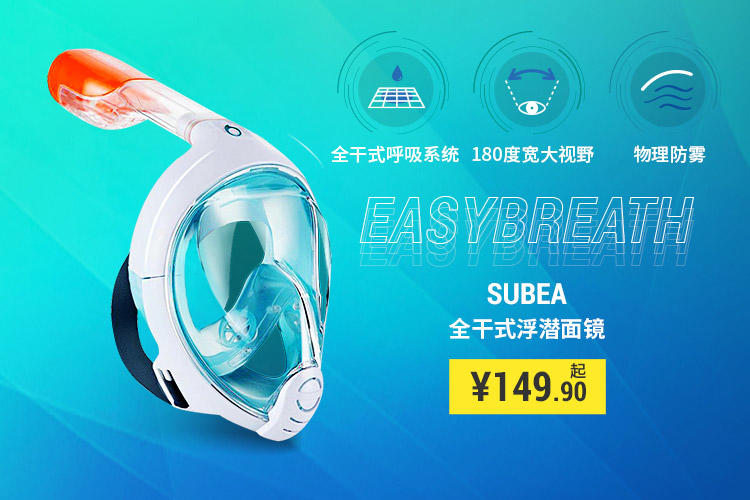 全干式呼吸系统
180度宽大视野
物理防雾
EASYBREATH
SUBEA
全干式浮潜面镜
¥149.90起